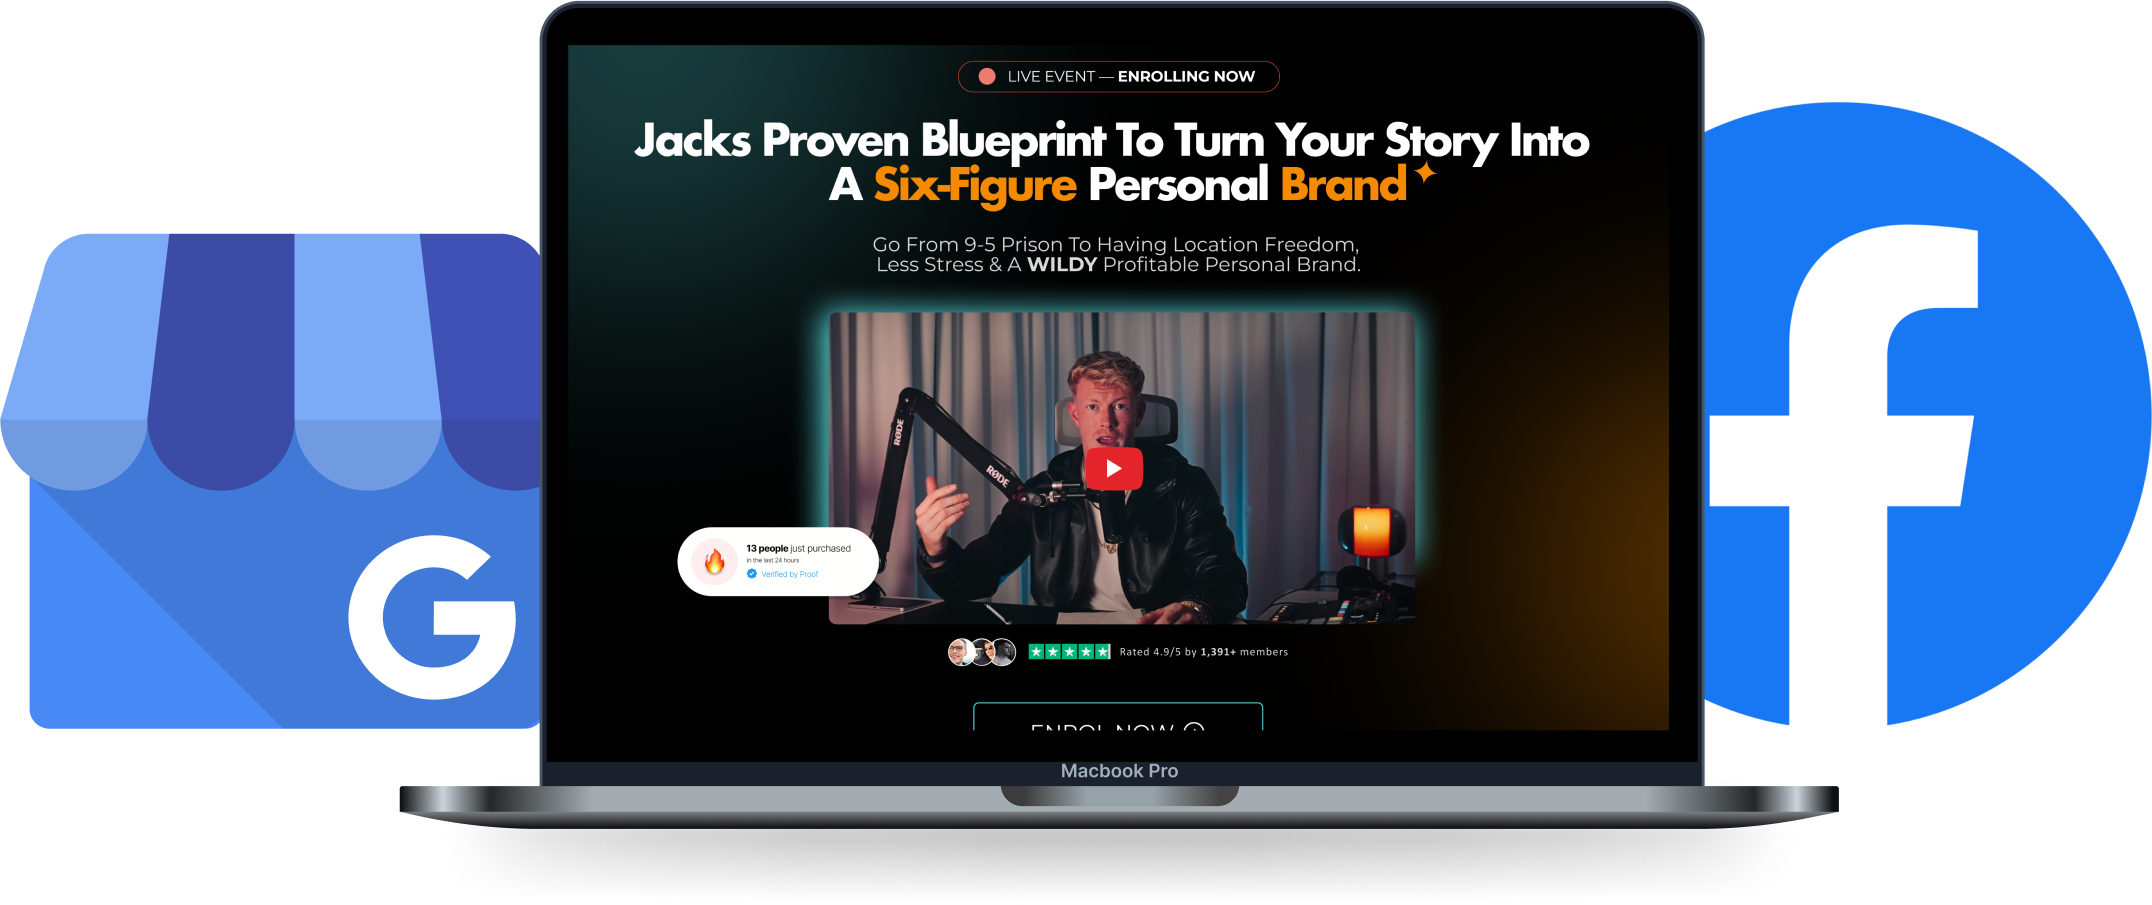 LIVE EVENT — ENROLLING NOW
Jacks Proven Blueprint To Turn Your Story Into
A Six-Figure Personal Brand
Go From 9-5 Prison To Having Location Freedom,
Less Stress & A WILDY Profitable Personal Brand.
RØDE
RØDE
13 people just purchased
in the last 24 hours
Verified by Proof
Rated 4.9/5 by 1,391+ members
ENROL NOW
Macbook Pro
G
f